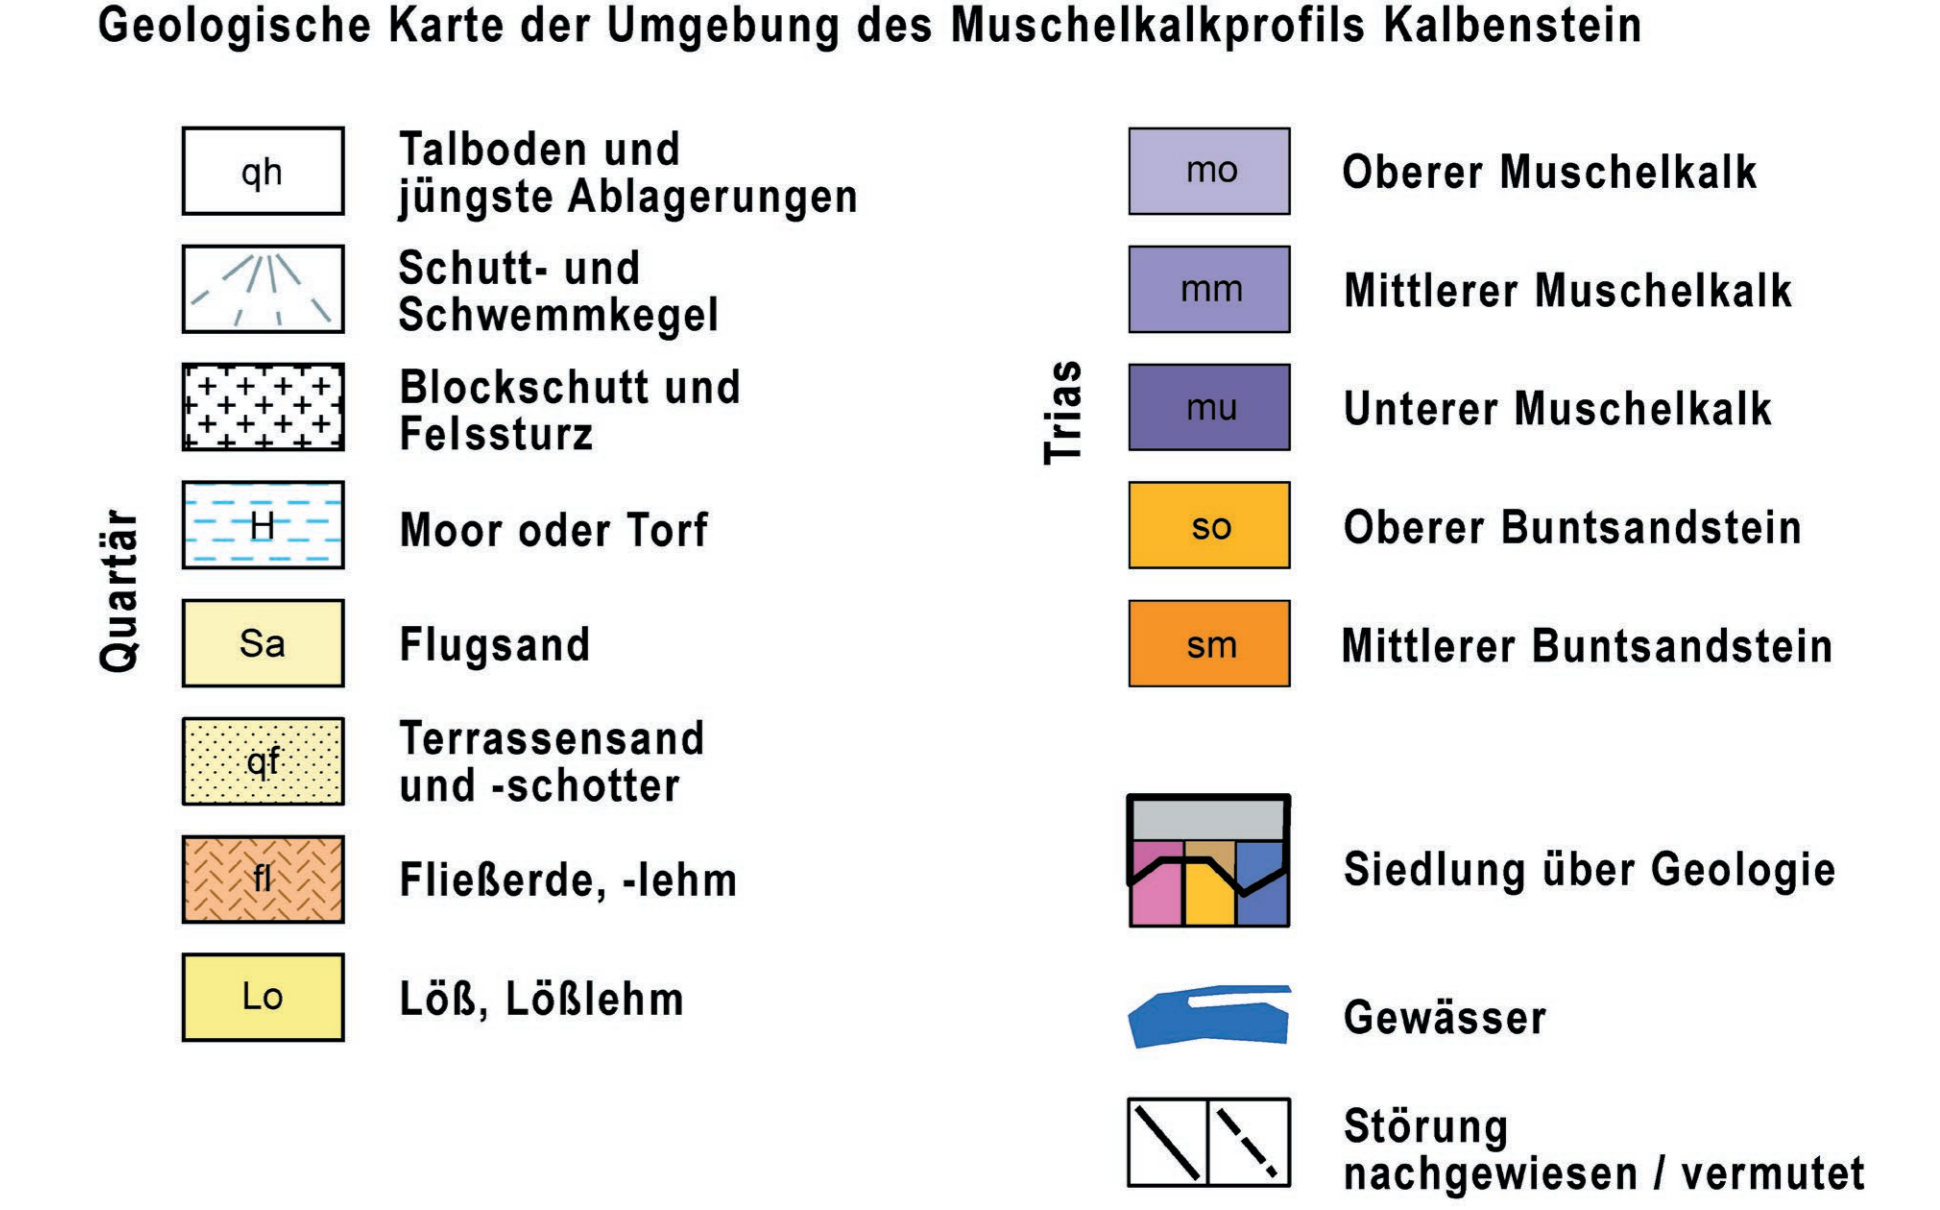 Geologische Karte der Umgebung des Muschelkalkprofils Kalbenstein
Quartär
qh
Talboden und
jüngste Ablagerungen
Schutt- und
Schwemmkegel
Blockschutt und
Felssturz
H
Moor oder Torf
Sa
Flugsand
qf
Terrassensand
und -schotter
fl
Fließerde, -lehm
Lo
Löß, Lößlehm
Trias
mo
Oberer Muschelkalk
mm
Mittlerer Muschelkalk
mu
Unterer Muschelkalk
so
Oberer Buntsandstein
sm
Mittlerer Buntsandstein
Siedlung über Geologie
Gewässer
Störung
nachgewiesen / vermutet